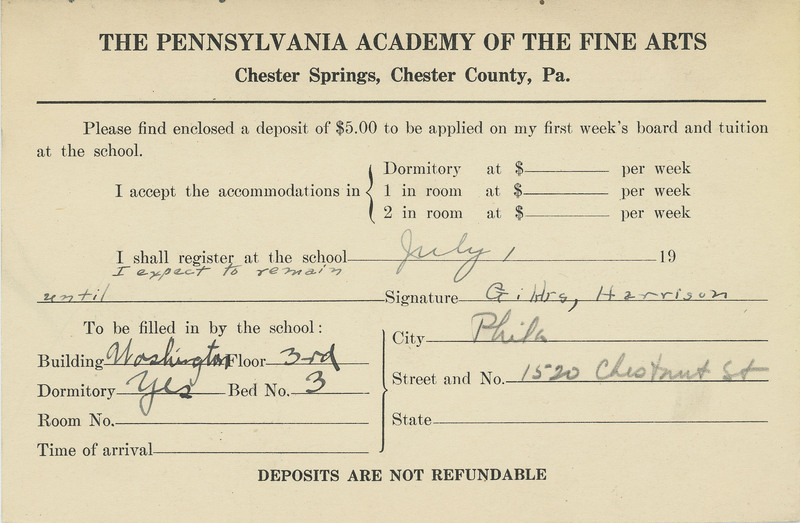 THE PENNSYLVANIA ACADEMY OF THE FINE ARTS
Chester Springs, Chester County, Pa.
Please find enclosed a deposit of $5.00 to be applied on my first week's board and tuition
at the school.
I accept the accommodations in
Dormitory at $ per week
1 in room at $ per week
2 in room at $ per week
I shall register at the school July 1 19
I expect to remain
until
Signature Harrison
To be filled in by the school:
Building Washington Floor 3rd
Dormitory Yes Bed No. 3
Room No.
Time of arrival
City Phila
Street and No. 1520 Chestnut St
State
DEPOSITS ARE NOT REFUNDABLE